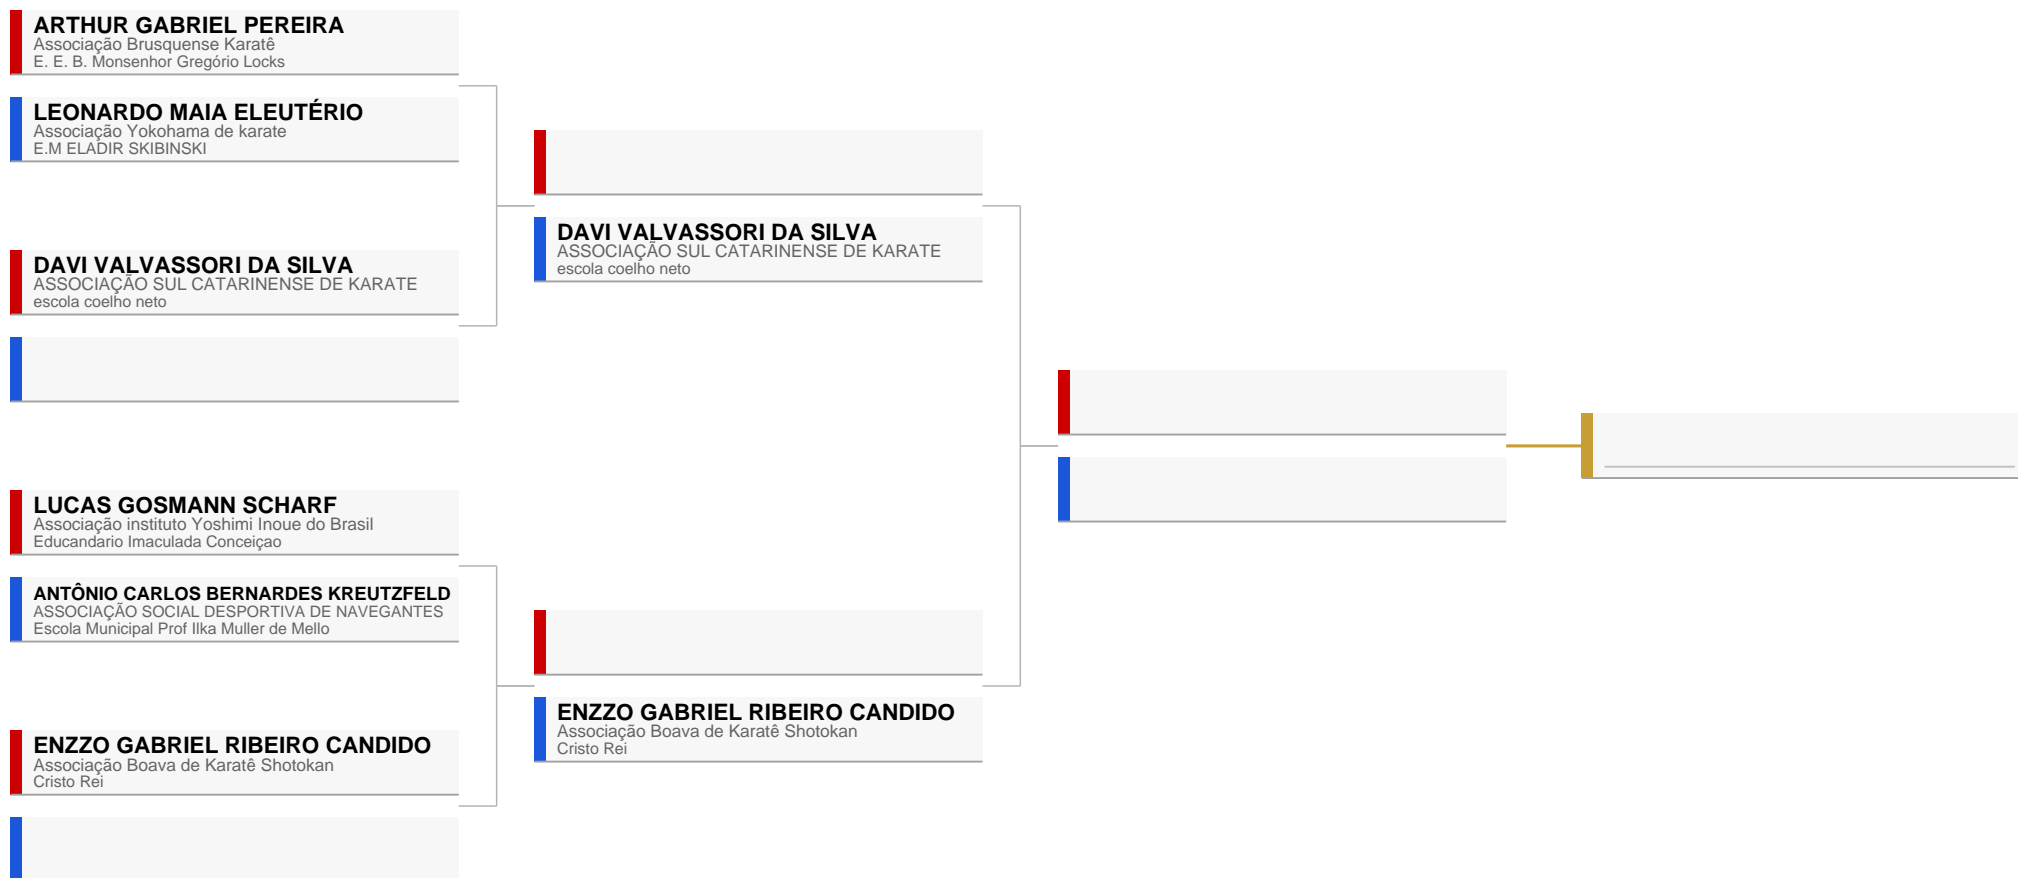 ARTHUR GABRIEL PEREIRA
Associação Brusquense Karatê
E. E. B. Monsenhor Gregório Locks
LEONARDO MAIA ELEUTÉRIO
Associação Yokohama de karate
E.M ELADIR SKIBINSKI
DAVI VALVASSORI DA SILVA
ASSOCIAÇÃO SUL CATARINENSE DE KARATE
escola coelho neto
LUCAS GOSMANN SCHARF
Associação instituto Yoshimi Inoue do Brasil
Educandario Imaculada Conceiçao
ANTÔNIO CARLOS BERNARDES KREUTZFELD
ASSOCIAÇÃO SOCIAL DESPORTIVA DE NAVEGANTES
Escola Municipal Prof Ilka Muller de Mello
ENZZO GABRIEL RIBEIRO CANDIDO
Associação Boava de Karatê Shotokan
Cristo Rei
DAVI VALVASSORI DA SILVA
ASSOCIAÇÃO SUL CATARINENSE DE KARATE
escola coelho neto
ENZZO GABRIEL RIBEIRO CANDIDO
Associação Boava de Karatê Shotokan
Cristo Rei